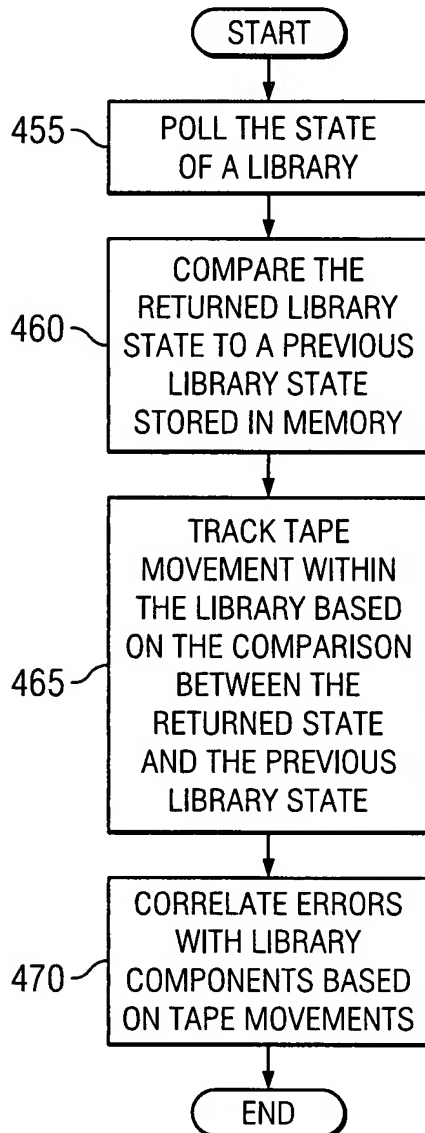 START
455
POLL THE STATE
OF A LIBRARY
460
COMPARE THE
RETURNED LIBRARY
STATE TO A PREVIOUS
LIBRARY STATE
STORED IN MEMORY
465
TRACK TAPE
MOVEMENT WITHIN
THE LIBRARY BASED
ON THE COMPARISON
BETWEEN THE
RETURNED STATE
AND THE PREVIOUS
LIBRARY STATE
470
CORRELATE ERRORS
WITH LIBRARY
COMPONENTS BASED
ON TAPE MOVEMENTS
END